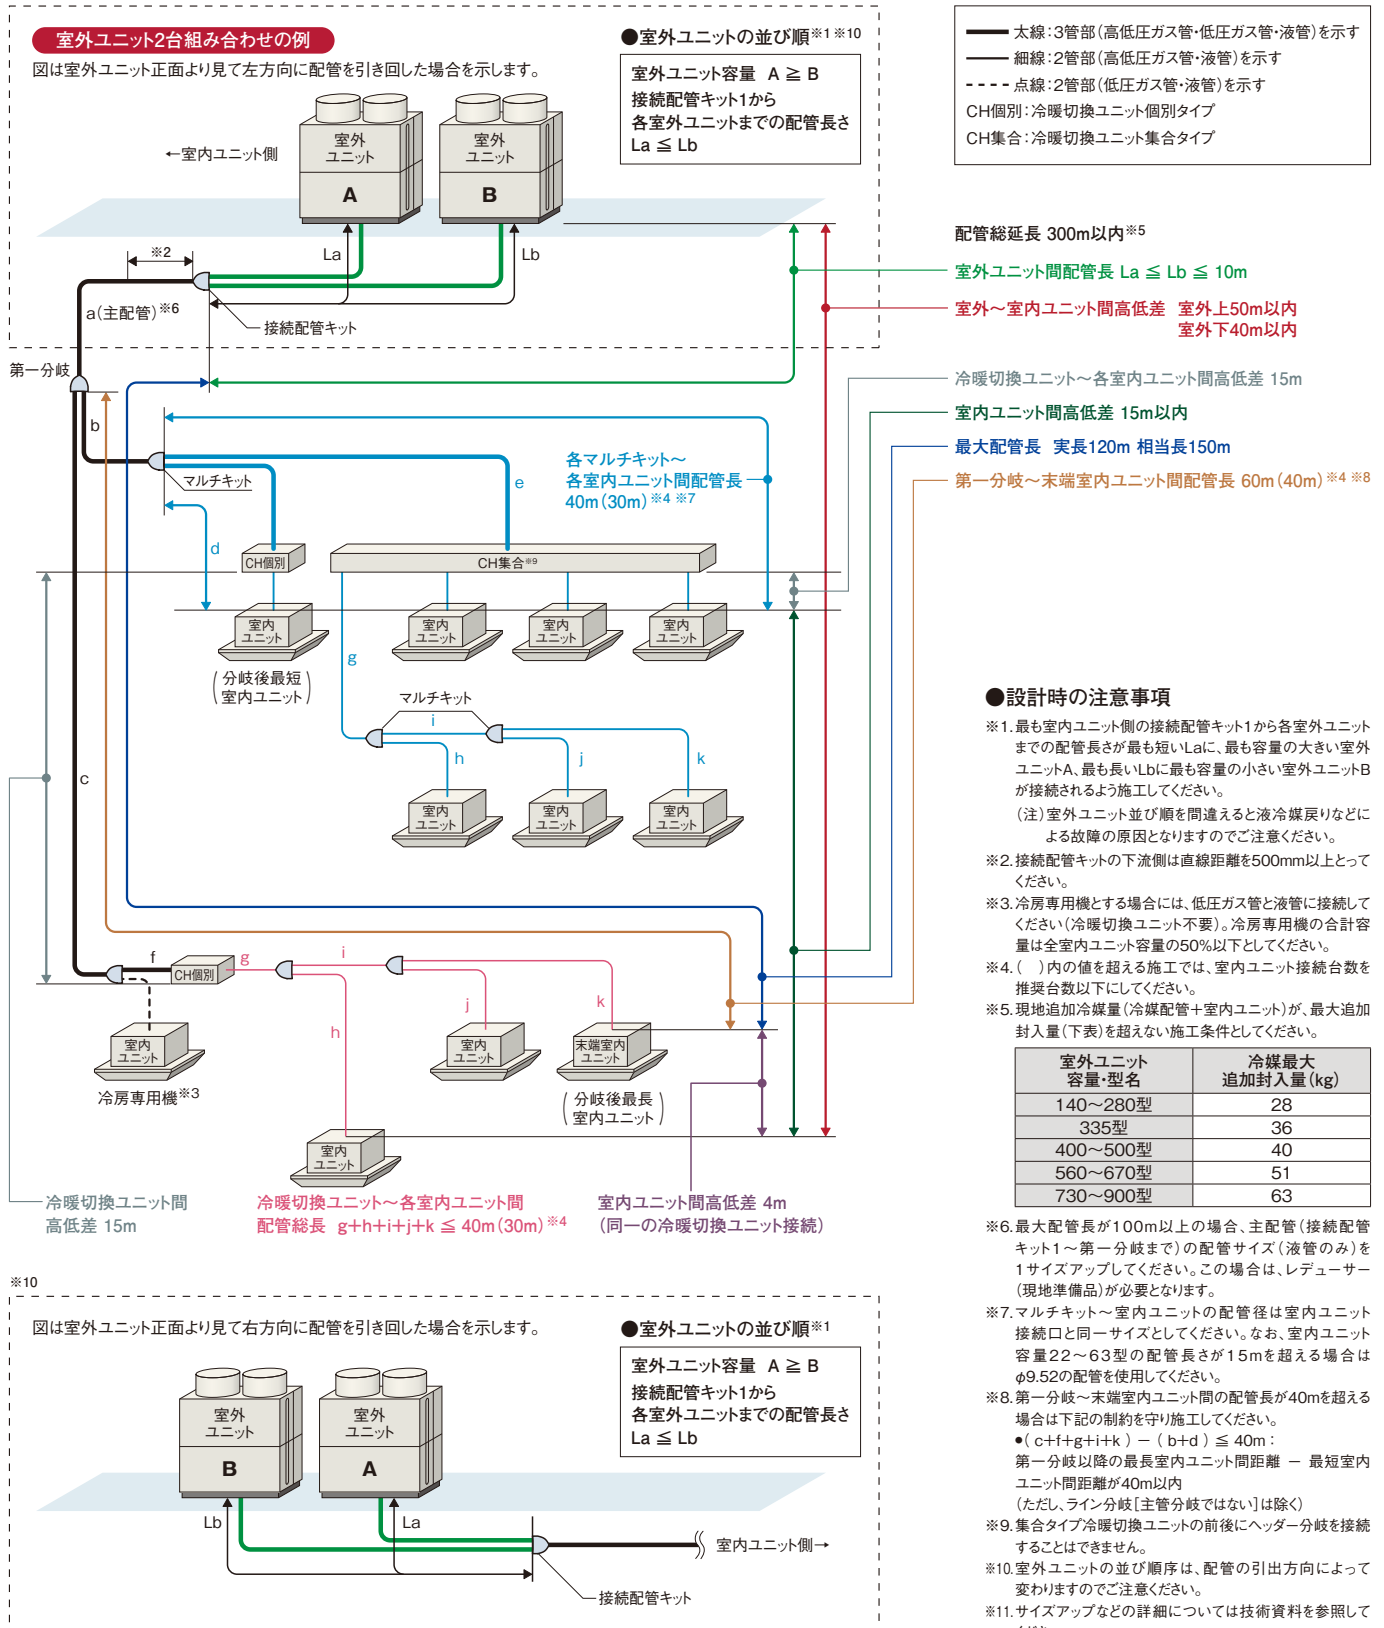 室外ユニット2台組み合わせの例
図は室外ユニット正面より見て左方向に配管を引き回した場合を示します。
●室外ユニットの並び順※1 ※10
室外ユニット容量 A ≧ B
接続配管キット1から
各室外ユニットまでの配管長さ
La ≦ Lb
←室内ユニット側
室外
ユニット
A
室外
ユニット
B
※2
La
Lb
a(主配管)※6
接続配管キット
太線:3管部(高低圧ガス管・低圧ガス管・液管)を示す
細線:2管部(高低圧ガス管・液管)を示す
点線:2管部(低圧ガス管・液管)を示す
CH個別:冷暖切換ユニット個別タイプ
CH集合:冷暖切換ユニット集合タイプ
配管総延長 300m以内※5
室外ユニット間配管長 La ≦ Lb ≦ 10m
室外〜室内ユニット間高低差 室外上50m以内
室外下40m以内
冷暖切換ユニット〜各室内ユニット間高低差 15m
室内ユニット間高低差 15m以内
最大配管長 実長120m 相当長150m
第一分岐〜末端室内ユニット間配管長 60m(40m)※4 ※8
第一分岐
b
マルチキット
各マルチキット〜
各室内ユニット間配管長
40m(30m)※4 ※7
e
d
CH個別
CH集合※9
室内
ユニット
室内
ユニット
室内
ユニット
室内
ユニット
(分岐後最短
室内ユニット)
g
マルチキット
i
h
j
k
c
室内
ユニット
室内
ユニット
室内
ユニット
f
CH個別
g
i
h
j
k
室内
ユニット
冷房専用機※3
室内
ユニット
末端室内
ユニット
(分岐後最長
室内ユニット)
室内
ユニット
冷暖切換ユニット間
高低差 15m
冷暖切換ユニット〜各室内ユニット間
配管総長 g+h+i+j+k ≦ 40m(30m)※4
室内ユニット間高低差 4m
(同一の冷暖切換ユニット接続)
●設計時の注意事項
※1.最も室内ユニット側の接続配管キット1から各室外ユニット
までの配管長さが最も短いLaに、最も容量の大きい室外
ユニットA、最も長いLbに最も容量の小さい室外ユニットB
が接続されるよう施工してください。
(注)室外ユニット並び順を間違えると液冷媒戻りなどに
よる故障の原因となりますのでご注意ください。
※2.接続配管キットの下流側は直線距離を500mm以上とって
ください。
※3.冷房専用機とする場合には、低圧ガス管と液管に接続して
ください(冷暖切換ユニット不要)。冷房専用機の合計容
量は全室内ユニット容量の50%以下としてください。
※4.( )内の値を超える施工では、室内ユニット接続台数を
推奨台数以下にしてください。
※5.現地追加冷媒量(冷媒配管+室内ユニット)が、最大追加
封入量(下表)を超えない施工条件としてください。
室外ユニット
容量・型名
冷媒最大
追加封入量(kg)
140〜280型 28
335型 36
400〜500型 40
560〜670型 51
730〜900型 63
※6.最大配管長が100m以上の場合、主配管(接続配管
キット1〜第一分岐まで)の配管サイズ(液管のみ)を
1サイズアップしてください。この場合は、レデューサー
(現地準備品)が必要となります。
※7.マルチキット〜室内ユニットの配管径は室内ユニット
接続口と同一サイズとしてください。なお、室内ユニット
容量22〜63型の配管長さが15mを超える場合は
φ9.52の配管を使用してください。
※8.第一分岐〜末端室内ユニット間の配管長が40mを超える
場合は下記の制約を守り施工してください。
●( c+f+g+i+k ) − ( b+d ) ≦ 40m:
第一分岐以降の最長室内ユニット間距離 − 最短室内
ユニット間距離が40m以内
(ただし、ライン分岐[主管分岐ではない]は除く)
※9.集合タイプ冷暖切換ユニットの前後にヘッダー分岐を接続
することはできません。
※10.室外ユニットの並び順序は、配管の引出方向によって
変わりますのでご注意ください。
※11.サイズアップなどの詳細については技術資料を参照して
※10
図は室外ユニット正面より見て右方向に配管を引き回した場合を示します。
●室外ユニットの並び順※1
室外ユニット容量 A ≧ B
接続配管キット1から
各室外ユニットまでの配管長さ
La ≦ Lb
室外
ユニット
B
室外
ユニット
A
Lb
La
室内ユニット側→
接続配管キット